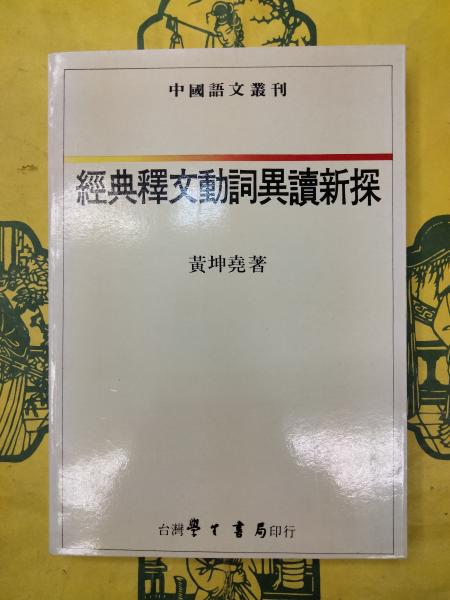 中國語文叢刊
經典釋文動詞異讀新探
黃坤堯著
台灣學生書局印行